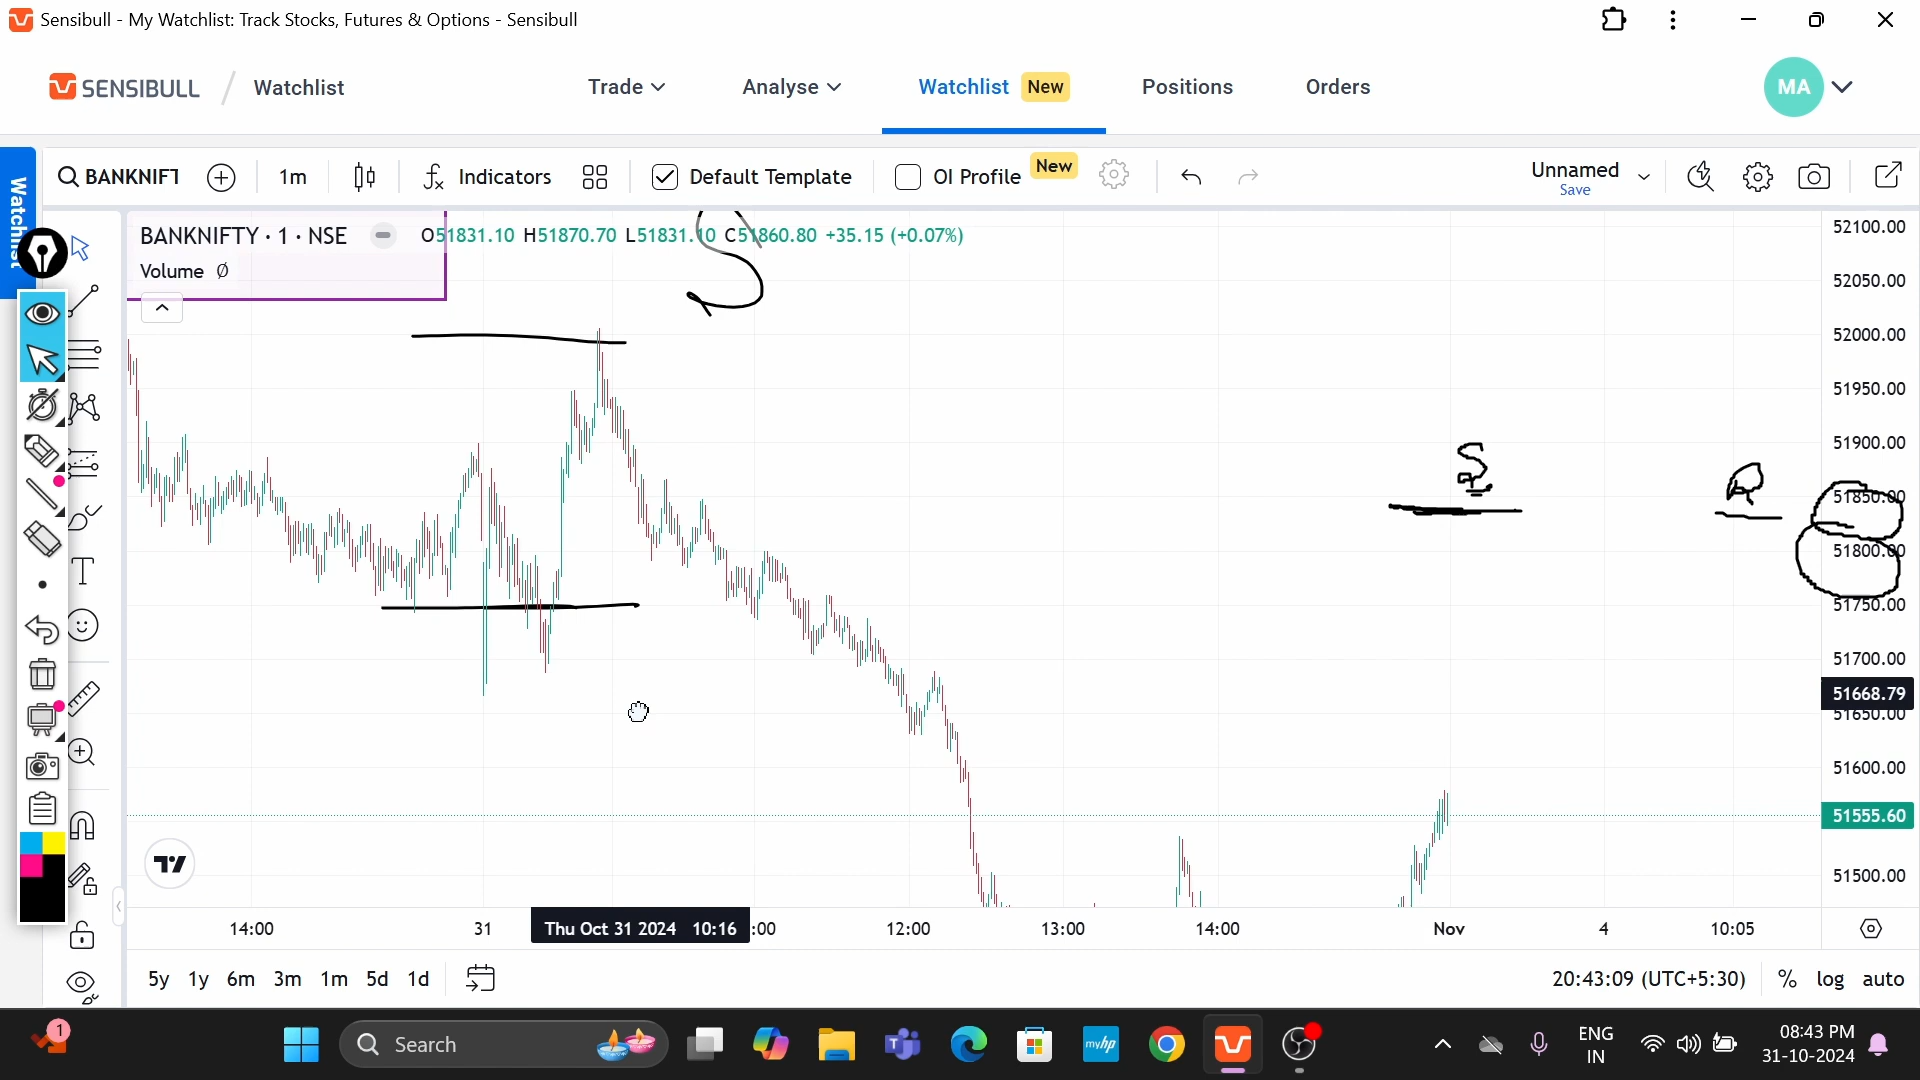 Sensibull - My Watchlist: Track Stocks, Futures & Options - Sensibull
SENSIBULL / Watchlist
Trade
Analyse
Watchlist New
Positions
Orders
MA
Watchlist
BANKNIFT
1m
Indicators
Default Template
OI Profile New
Unnamed
Save
BANKNIFTY · 1 · NSE
O51831.10 H51870.70 L51831.10 C51860.80 +35.15 (+0.07%)
Volume Ø
S
S
R
52100.00
52050.00
52000.00
51950.00
51900.00
51850.00
51800.00
51750.00
51700.00
51668.79
51650.00
51600.00
51555.60
51500.00
14:00
31
Thu Oct 31 2024 10:16
:00
12:00
13:00
14:00
Nov
4
10:05
5y 1y 6m 3m 1m 5d 1d
20:43:09 (UTC+5:30)
% log auto
1
Search
myhp
ENG
IN
08:43 PM
31-10-2024